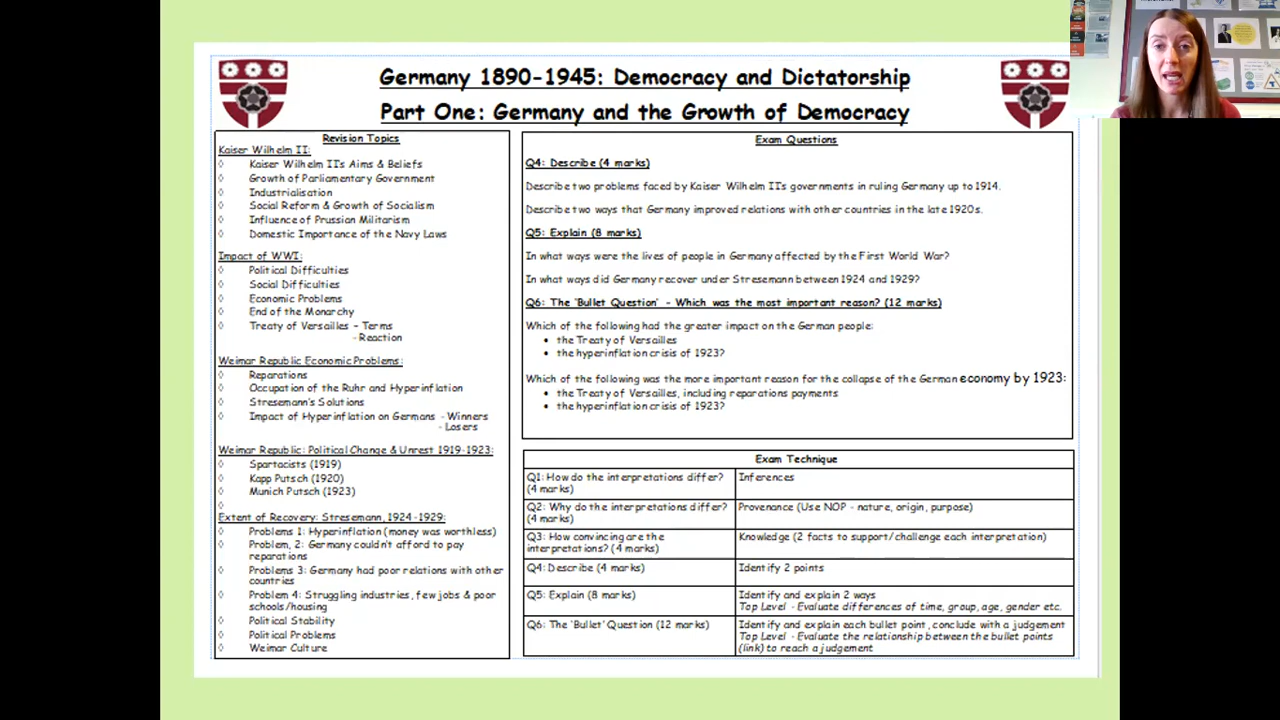 Germany 1890-1945: Democracy and Dictatorship
Part One: Germany and the Growth of Democracy
Revision Topics
Kaiser Wilhelm II:
◊ Kaiser Wilhelm II's Aims & Beliefs
◊ Growth of Parliamentary Government
◊ Industrialisation
◊ Social Reform & Growth of Socialism
◊ Influence of Prussian Militarism
◊ Domestic Importance of the Navy Laws
Impact of WWI:
◊ Political Difficulties
◊ Social Difficulties
◊ Economic Problems
◊ End of the Monarchy
◊ Treaty of Versailles - Terms
- Reaction
Weimar Republic Economic Problems:
◊ Reparations
◊ Occupation of the Ruhr and Hyperinflation
◊ Stresemann's Solutions
◊ Impact of Hyperinflation on Germans - Winners
- Losers
Weimar Republic: Political Change & Unrest 1919-1923:
◊ Spartacists (1919)
◊ Kapp Putsch (1920)
◊ Munich Putsch (1923)
◊
Extent of Recovery: Stresemann, 1924-1929:
◊ Problems 1: Hyperinflation (money was worthless)
◊ Problem, 2: Germany couldn't afford to pay
reparations
◊ Problems 3: Germany had poor relations with other
countries
◊ Problem 4: Struggling industries, few jobs & poor
schools/housing
◊ Political Stability
◊ Political Problems
◊ Weimar Culture
Exam Questions
Q4: Describe (4 marks)
Describe two problems faced by Kaiser Wilhelm II's governments in ruling Germany up to 1914.
Describe two ways that Germany improved relations with other countries in the late 1920s.
Q5: Explain (8 marks)
In what ways were the lives of people in Germany affected by the First World War?
In what ways did Germany recover under Stresemann between 1924 and 1929?
Q6: The 'Bullet Question' - Which was the most important reason? (12 marks)
Which of the following had the greater impact on the German people:
• the Treaty of Versailles
• the hyperinflation crisis of 1923?
Which of the following was the more important reason for the collapse of the German economy by 1923:
• the Treaty of Versailles, including reparations payments
• the hyperinflation crisis of 1923?
Exam Technique
Q1: How do the interpretations differ?
(4 marks)
Inferences
Q2: Why do the interpretations differ?
(4 marks)
Provenance (Use NOP - nature, origin, purpose)
Q3: How convincing are the
interpretations? (4 marks)
Knowledge (2 facts to support/challenge each interpretation)
Q4: Describe (4 marks)
Identify 2 points
Q5: Explain (8 marks)
Identify and explain 2 ways
Top Level - Evaluate differences of time, group, age, gender etc.
Q6: The 'Bullet' Question (12 marks)
Identify and explain each bullet point, conclude with a judgement
Top Level - Evaluate the relationship between the bullet points
(link) to reach a judgement